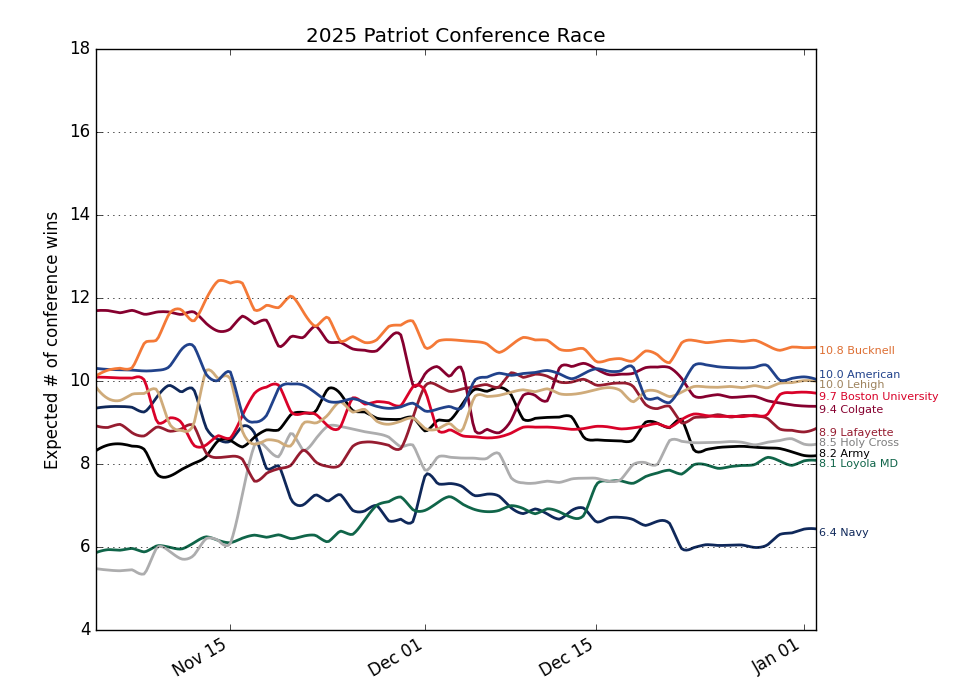 2025 Patriot Conference Race
Expected # of conference wins
18
16
14
12
10
8
6
4
Nov 15
Dec 01
Dec 15
Jan 01
10.8 Bucknell
10.0 American
10.0 Lehigh
9.7 Boston University
9.4 Colgate
8.9 Lafayette
8.5 Holy Cross
8.2 Army
8.1 Loyola MD
6.4 Navy